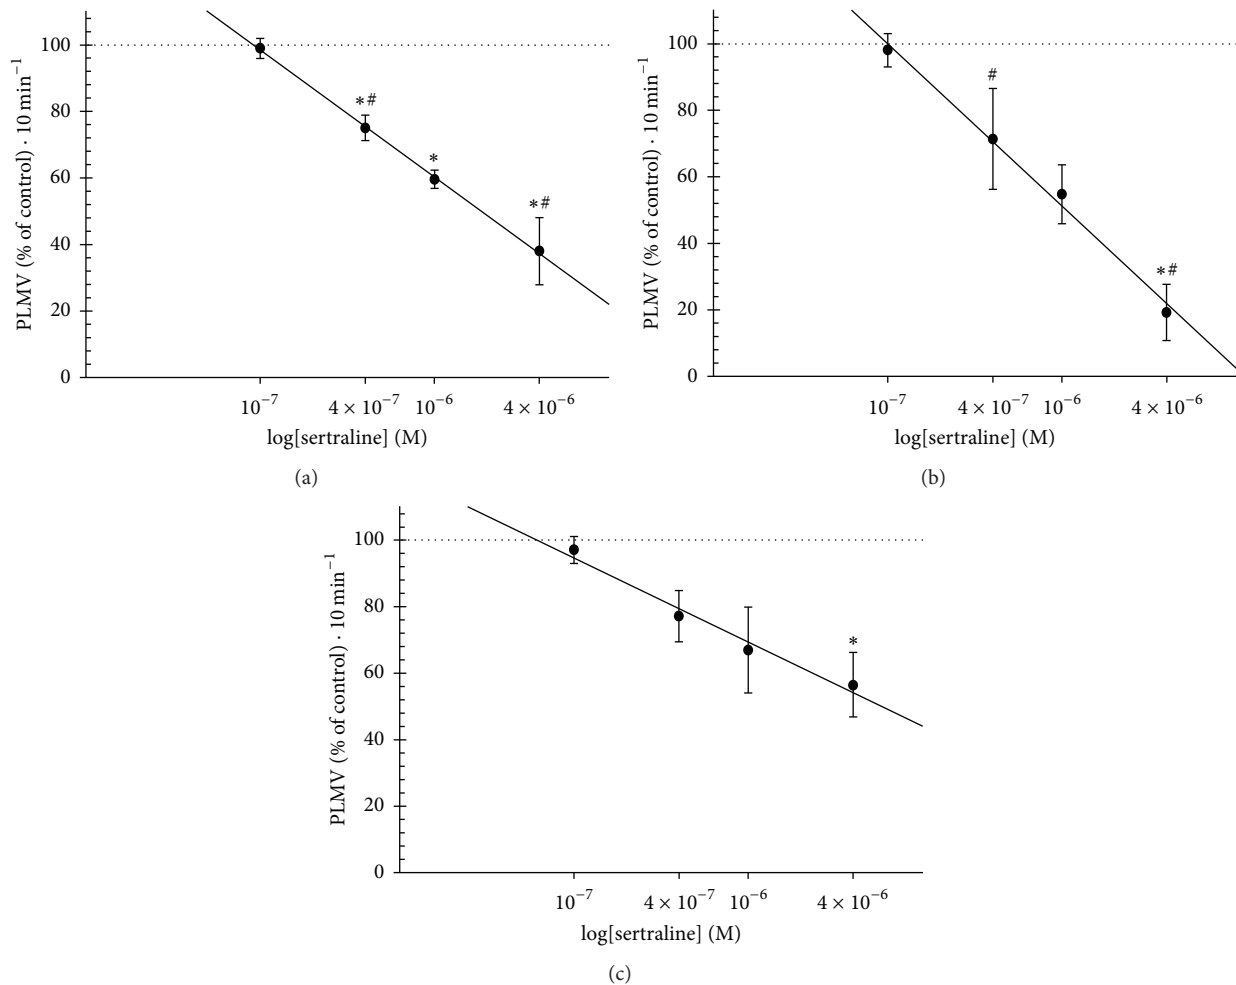 PLMV (% of control) · 10 min⁻¹
100
80
60
40
20
0
*#
*
*#
10⁻⁷ 4 × 10⁻⁷ 10⁻⁶ 4 × 10⁻⁶
log[sertraline] (M)
(a)
PLMV (% of control) · 10 min⁻¹
100
80
60
40
20
0
#
*#
10⁻⁷ 4 × 10⁻⁷ 10⁻⁶ 4 × 10⁻⁶
log[sertraline] (M)
(b)
PLMV (% of control) · 10 min⁻¹
100
80
60
40
20
0
*
10⁻⁷ 4 × 10⁻⁷ 10⁻⁶ 4 × 10⁻⁶
log[sertraline] (M)
(c)